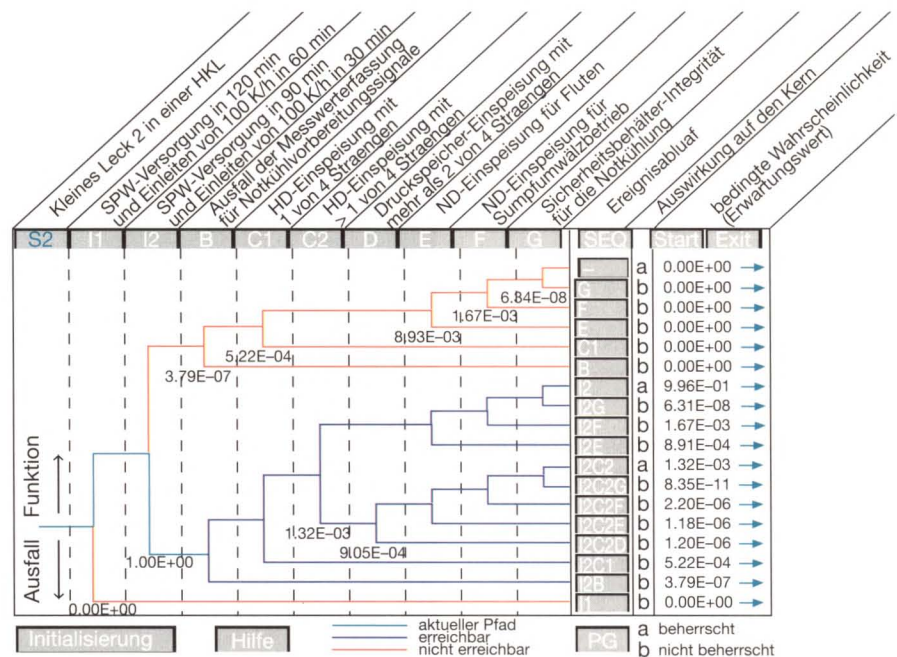 Kleines Leck 2 in einer HKL
SPW-Versorgung in 120 min
und Einleiten von 100 K/h in 60 min
SPW-Versorgung in 90 min
und Einleiten von 100 K/h in 30 min
Ausfall der Messwerterfassung
für Notkühlvorbereitungssignale
HD-Einspeisung mit
1 von 4 Straengen
HD-Einspeisung mit
> 1 von 4 Straengen
Druckspeicher-Einspeisung mit
mehr als 2 von 4 Straengen
ND-Einspeisung für Fluten
ND-Einspeisung für
Sumpfumwälzbetrieb
Sicherheitsbehälter-Integrität
für die Notkühlung
Ereignisabluaf
Auswirkung auf den Kern
bedingte Wahrscheinlichkeit
(Erwartungswert)
S2 I1 I2 B C1 C2 D E F G SEQ Start Exit
– a 0.00E+00
G b 0.00E+00
F b 0.00E+00
E b 0.00E+00
C1 b 0.00E+00
B b 0.00E+00
I2 a 9.96E–01
I2G b 6.31E–08
I2F b 1.67E–03
I2E b 8.91E–04
I2C2 a 1.32E–03
I2C2G b 8.35E–11
I2C2F b 2.20E–06
I2C2E b 1.18E–06
I2C2D b 1.20E–06
I2C1 b 5.22E–04
I2B b 3.79E–07
I1 b 0.00E+00
6.84E–08
1.67E–03
8.93E–03
5.22E–04
3.79E–07
1.32E–03
9.05E–04
1.00E+00
0.00E+00
Funktion
Ausfall
Initialisierung
Hilfe
aktueller Pfad
erreichbar
nicht erreichbar
PG
a beherrscht
b nicht beherrscht